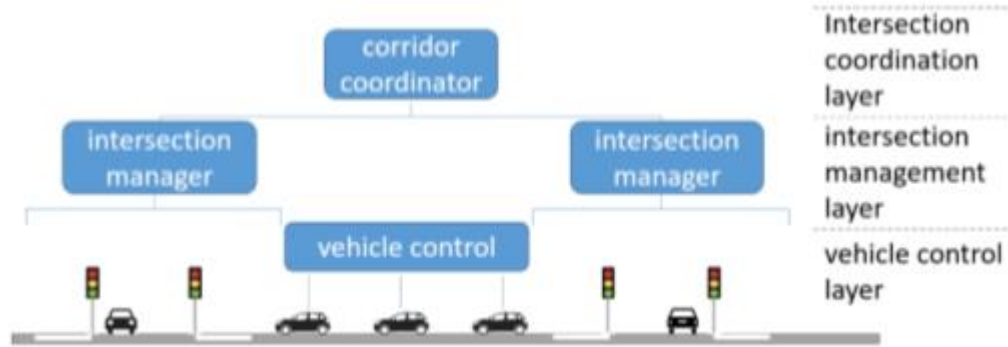 corridor
coordinator
intersection
manager
intersection
manager
vehicle control
Intersection
coordination
layer
intersection
management
layer
vehicle control
layer